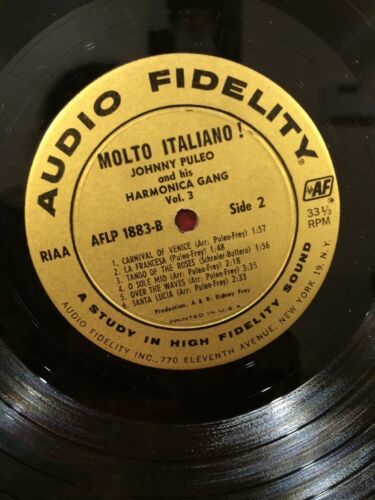 AUDIO FIDELITY®
MOLTO ITALIANO!
JOHNNY PULEO
and his
HARMONICA GANG
Vol. 3
RIAA
AFLP 1883-B
Side 2
AF
33 1/3
RPM
1. CARNIVAL OF VENICE (Arr: Puleo-Frey) 1:57
2. LA FRANCESA (Puleo-Frey) 1:48
3. TANGO OF THE ROSES (Schreier-Bottero) 1:56
4. O SOLE MIO (Arr: Puleo-Frey) 2:18
5. OVER THE WAVES (Arr: Puleo-Frey) 3:35
6. SANTA LUCIA (Arr: Puleo-Frey) 2:33
Production, A & R: Sidney Frey
PRINTED IN U.S.A.
A STUDY IN HIGH FIDELITY SOUND
AUDIO FIDELITY INC., 770 ELEVENTH AVENUE, NEW YORK 19, N.Y.